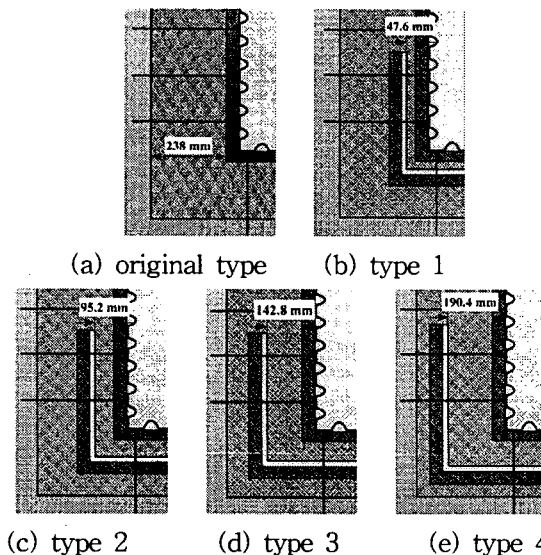 238 mm
47.6 mm
(a) original type
(b) type 1
95.2 mm
142.8 mm
190.4 mm
(c) type 2
(d) type 3
(e) type 4